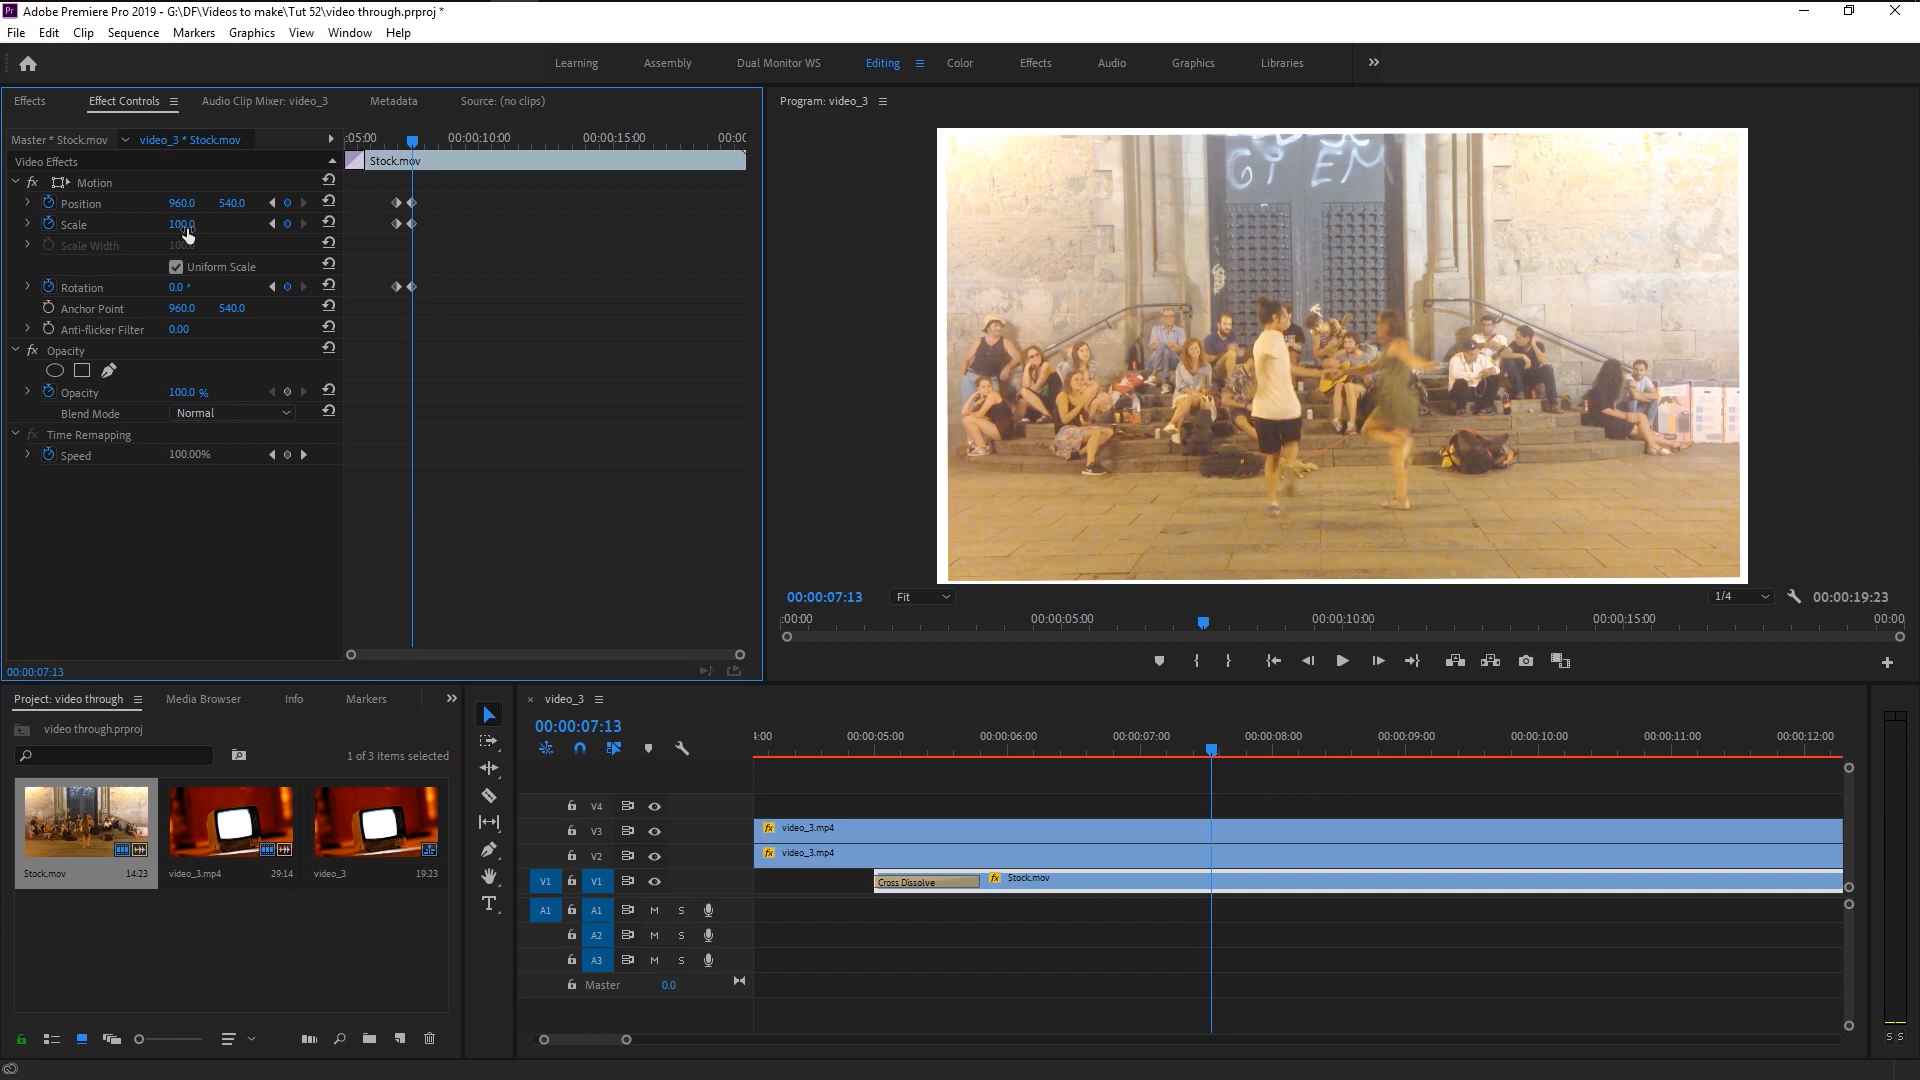 Pr Adobe Premiere Pro 2019 - G:\DF\Videos to make\Tut 52\video through.prproj *
File Edit Clip Sequence Markers Graphics View Window Help
Learning Assembly Dual Monitor WS Editing Color Effects Audio Graphics Libraries
Effects Effect Controls Audio Clip Mixer: video_3 Metadata Source: (no clips)
Master * Stock.mov video_3 * Stock.mov
:05:00 00:00:10:00 00:00:15:00 00:00
Video Effects
Stock.mov
fx Motion
Position 960.0 540.0
Scale 100.0
Scale Width 100.0
Uniform Scale
Rotation 0.0 °
Anchor Point 960.0 540.0
Anti-flicker Filter 0.00
fx Opacity
Opacity 100.0 %
Blend Mode Normal
fx Time Remapping
Speed 100.00%
00:00:07:13
Program: video_3
00:00:07:13 Fit 1/4 00:00:19:23
:00:00 00:00:05:00 00:00:10:00 00:00:15:00 00:00
Project: video through Media Browser Info Markers
video through.prproj
1 of 3 items selected
Stock.mov 14:23
video_3.mp4 29:14
video_3 19:23
× video_3
00:00:07:13
4:00 00:00:05:00 00:00:06:00 00:00:07:00 00:00:08:00 00:00:09:00 00:00:10:00 00:00:11:00 00:00:12:00
V4
V3 fx video_3.mp4
V2 fx video_3.mp4
V1 V1 Cross Dissolve fx Stock.mov
A1 A1 M S
A2 M S
A3 M S
Master 0.0
S S